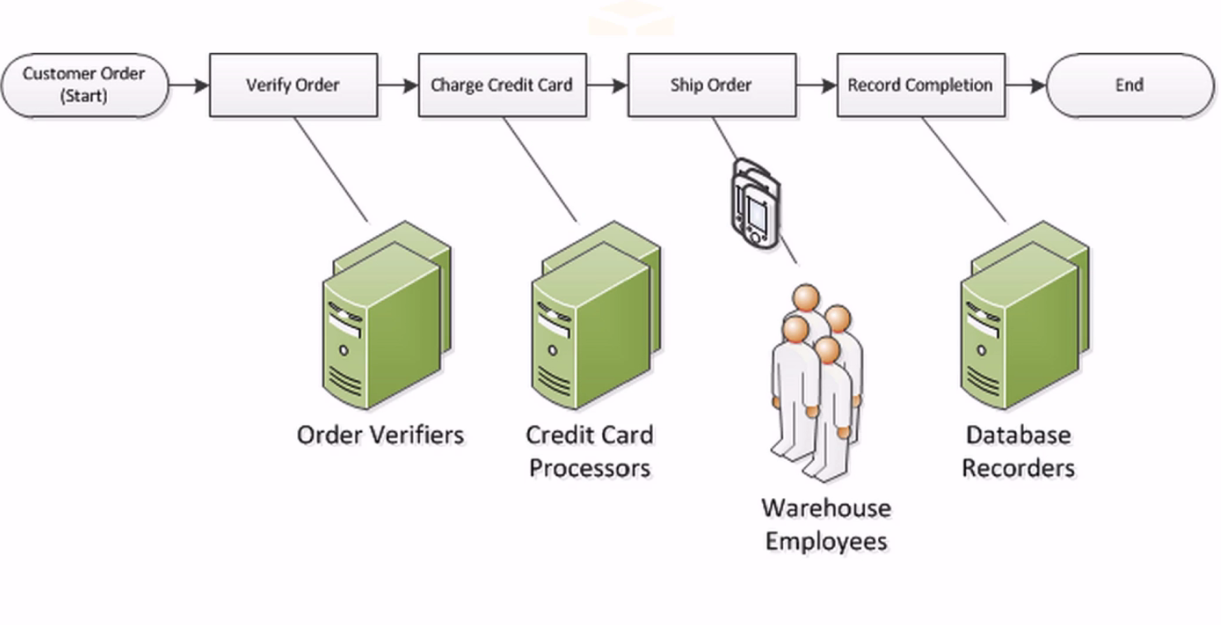 Customer Order
(Start)
Verify Order
Charge Credit Card
Ship Order
Record Completion
End
Order Verifiers
Credit Card
Processors
Warehouse
Employees
Database
Recorders